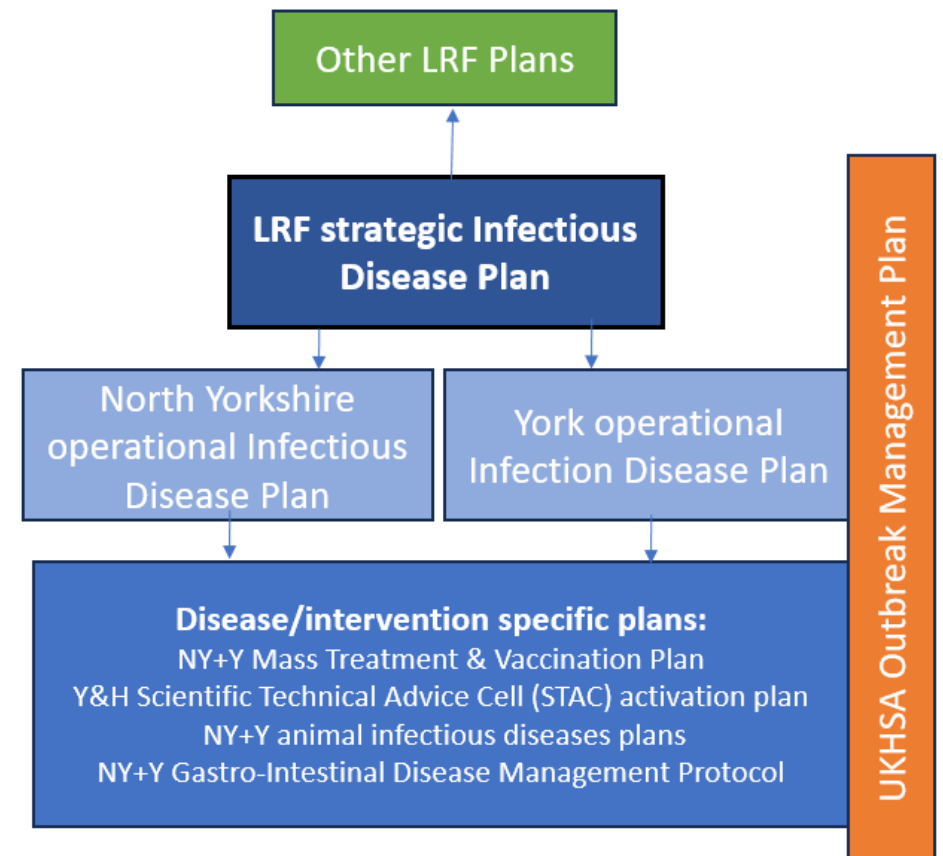 Other LRF Plans
LRF strategic Infectious
Disease Plan
North Yorkshire
operational Infectious
Disease Plan
York operational
Infection Disease Plan
Disease/intervention specific plans:
NY+Y Mass Treatment & Vaccination Plan
Y&H Scientific Technical Advice Cell (STAC) activation plan
NY+Y animal infectious diseases plans
NY+Y Gastro-Intestinal Disease Management Protocol
UKHSA Outbreak Management Plan